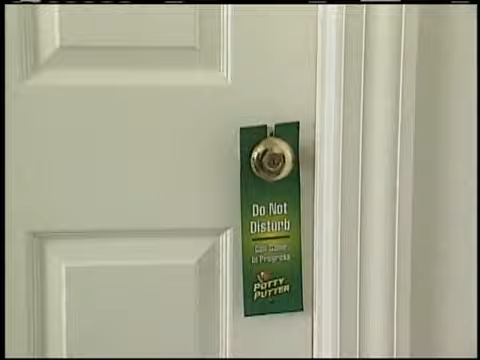 Do Not
Disturb
Golf Game
In Progress
POTTY
PUTTER